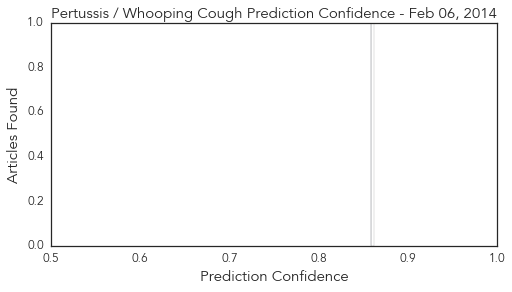 Pertussis / Whooping Cough Prediction Confidence - Feb 06, 2014
1.0
0.8
0.6
0.4
0.2
0.0
Articles Found
0.5 0.6 0.7 0.8 0.9 1.0
Prediction Confidence